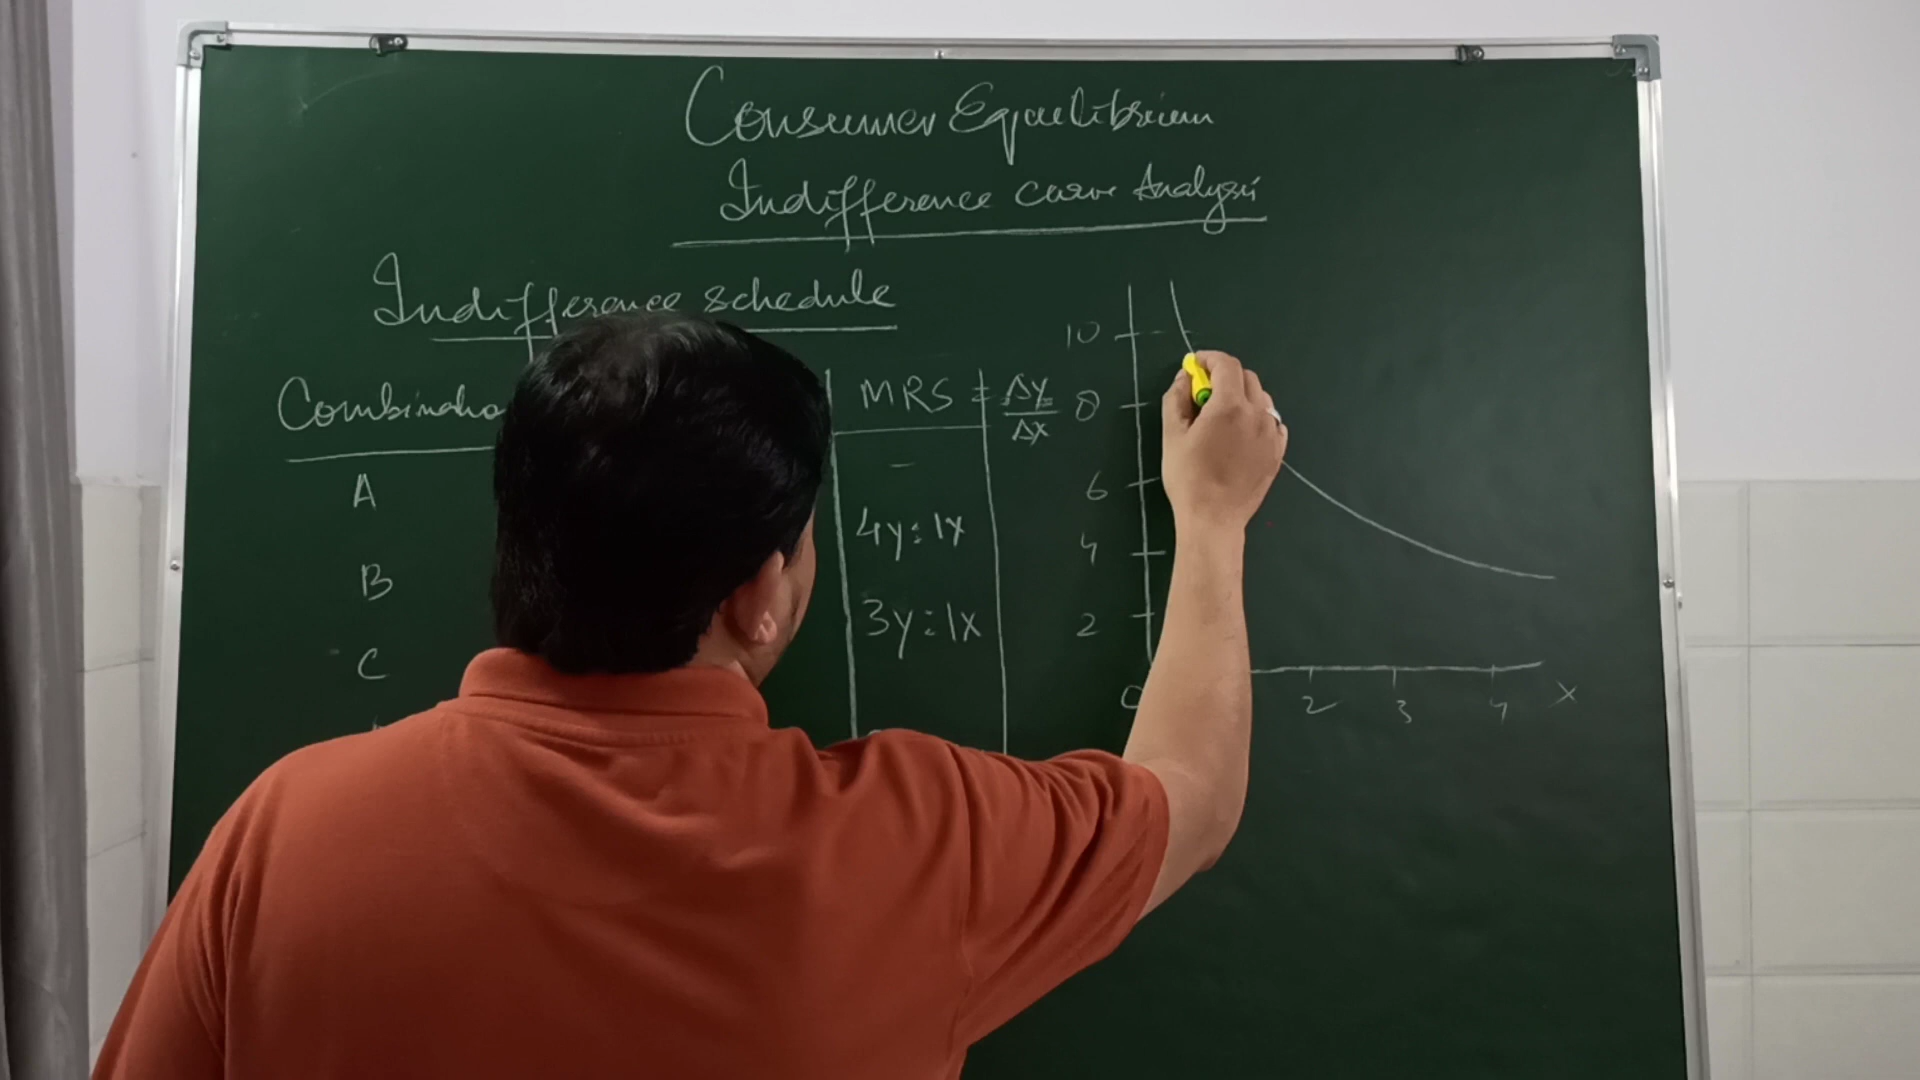 Consumer Equilibrium
Indifference curve Analysis
Indifference schedule
Combinatio
MRS = Δy/Δx
A
-
B
4y:1x
C
3y:1x
10
8
6
4
2
0
2 3 4 X